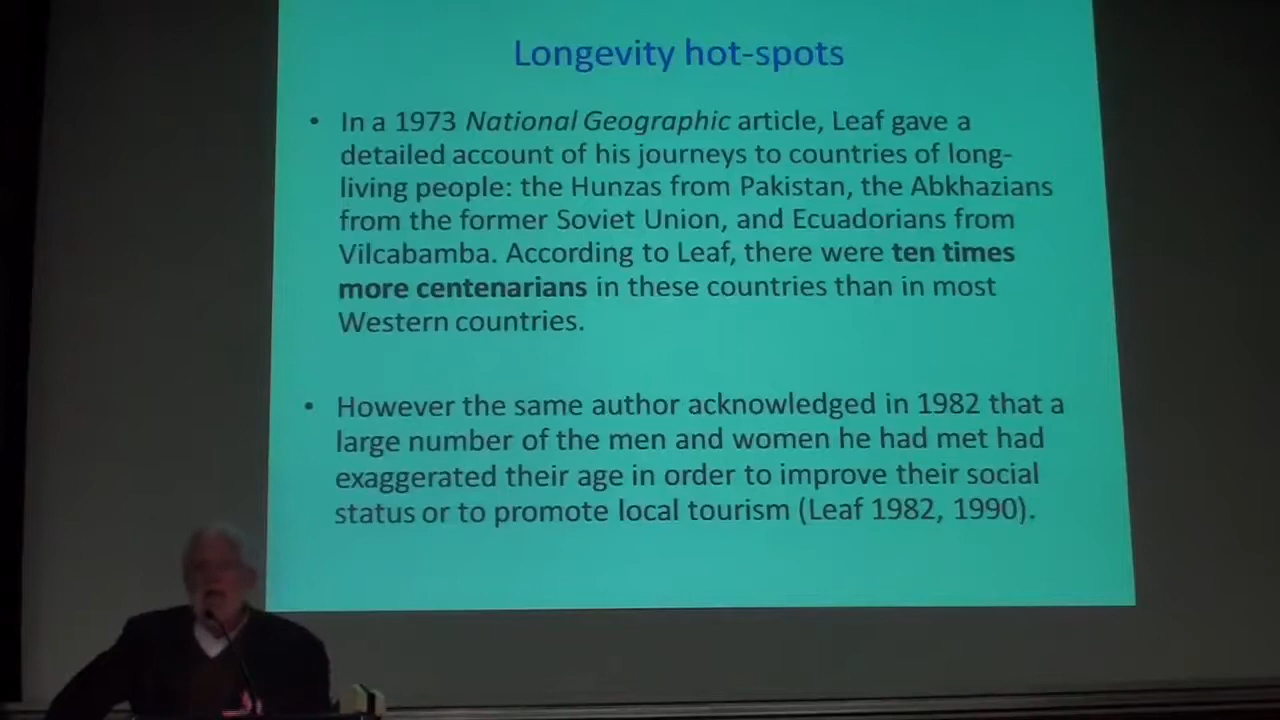 Longevity hot-spots
• In a 1973 National Geographic article, Leaf gave a
detailed account of his journeys to countries of long-
living people: the Hunzas from Pakistan, the Abkhazians
from the former Soviet Union, and Ecuadorians from
Vilcabamba. According to Leaf, there were ten times
more centenarians in these countries than in most
Western countries.
• However the same author acknowledged in 1982 that a
large number of the men and women he had met had
exaggerated their age in order to improve their social
status or to promote local tourism (Leaf 1982, 1990).